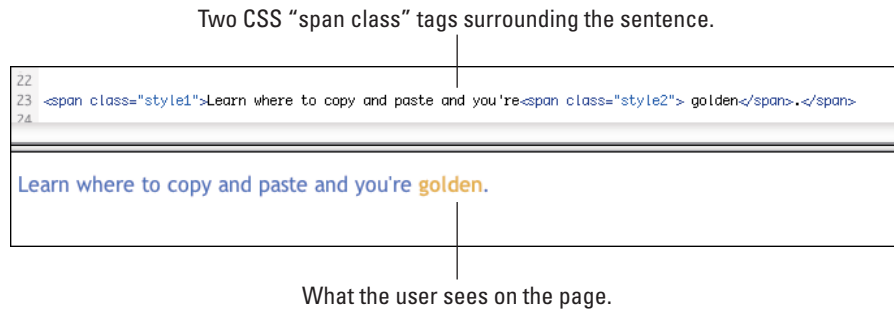 Two CSS “span class” tags surrounding the sentence.
22
23 <span class="style1">Learn where to copy and paste and you're<span class="style2"> golden</span>.</span>
24
Learn where to copy and paste and you're golden.
What the user sees on the page.